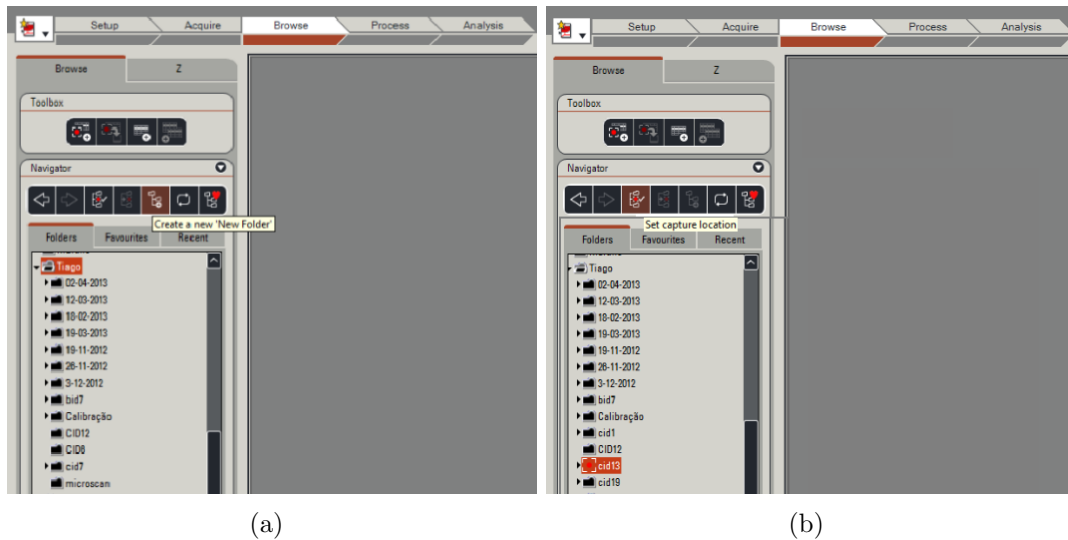 Setup Acquire Browse Process Analysis
Browse Z
Toolbox
Navigator
Create a new 'New Folder'
Folders Favourites Recent
Tiago
02-04-2013
12-03-2013
18-02-2013
19-03-2013
19-11-2012
26-11-2012
3-12-2012
bid7
Calibração
CID12
CID6
cid7
microscan
(a)
Setup Acquire Browse Process Analysis
Browse Z
Toolbox
Navigator
Set capture location
Folders Favourites Recent
Tiago
02-04-2013
12-03-2013
18-02-2013
19-03-2013
19-11-2012
26-11-2012
3-12-2012
bid7
Calibração
cid1
CID12
cid13
cid19
(b)